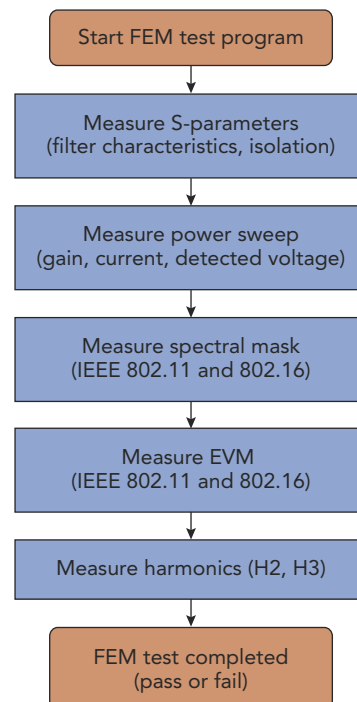 Start FEM test program
Measure S-parameters
(filter characteristics, isolation)
Measure power sweep
(gain, current, detected voltage)
Measure spectral mask
(IEEE 802.11 and 802.16)
Measure EVM
(IEEE 802.11 and 802.16)
Measure harmonics (H2, H3)
FEM test completed
(pass or fail)